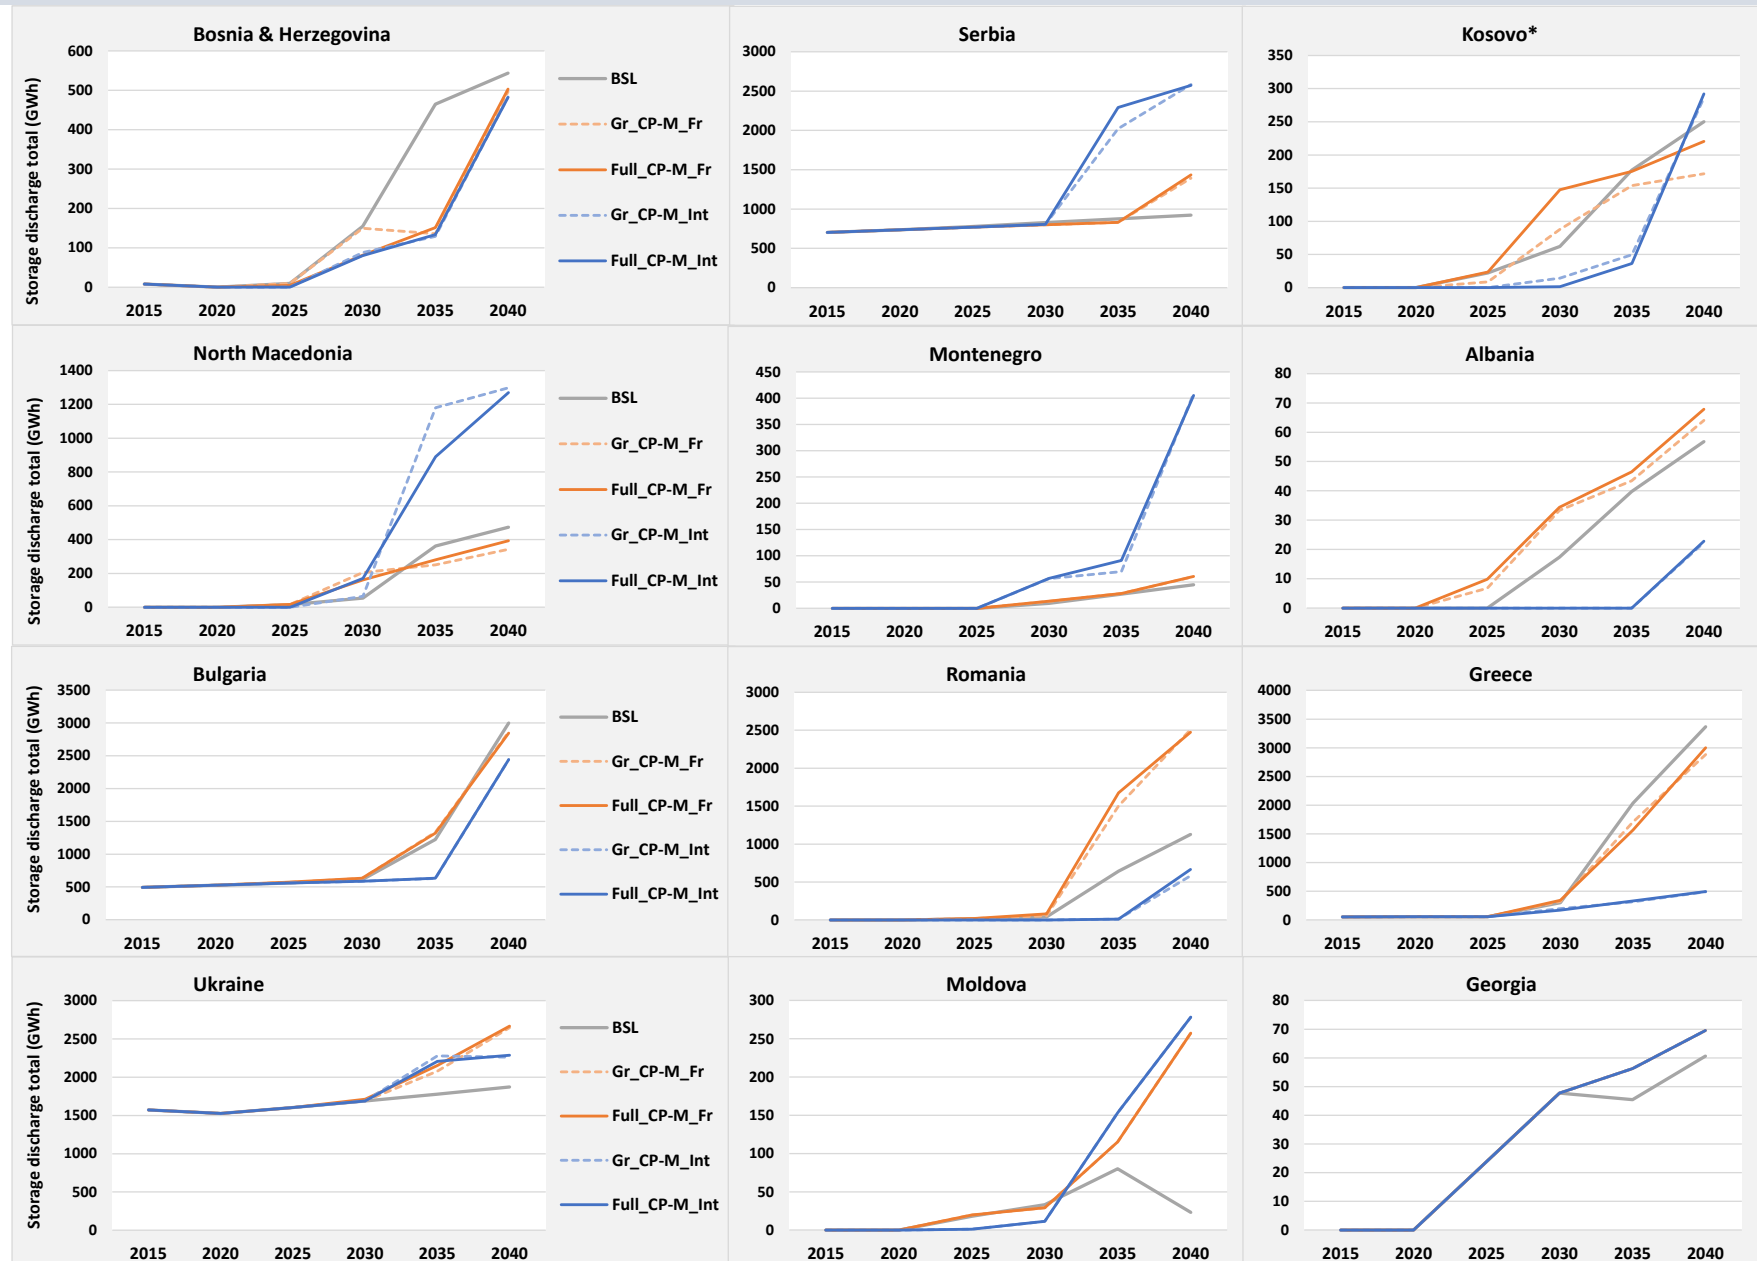 Bosnia & Herzegovina
Storage discharge total (GWh)
600
500
400
300
200
100
0
2015 2020 2025 2030 2035 2040
BSL
Gr_CP-M_Fr
Full_CP-M_Fr
Gr_CP-M_Int
Full_CP-M_Int
Serbia
3000
2500
2000
1500
1000
500
0
2015 2020 2025 2030 2035 2040
Kosovo*
350
300
250
200
150
100
50
0
2015 2020 2025 2030 2035 2040
North Macedonia
Storage discharge total (GWh)
1400
1200
1000
800
600
400
200
0
2015 2020 2025 2030 2035 2040
BSL
Gr_CP-M_Fr
Full_CP-M_Fr
Gr_CP-M_Int
Full_CP-M_Int
Montenegro
450
400
350
300
250
200
150
100
50
0
2015 2020 2025 2030 2035 2040
Albania
80
70
60
50
40
30
20
10
0
2015 2020 2025 2030 2035 2040
Bulgaria
Storage discharge total (GWh)
3500
3000
2500
2000
1500
1000
500
0
2015 2020 2025 2030 2035 2040
BSL
Gr_CP-M_Fr
Full_CP-M_Fr
Gr_CP-M_Int
Full_CP-M_Int
Romania
3000
2500
2000
1500
1000
500
0
2015 2020 2025 2030 2035 2040
Greece
4000
3500
3000
2500
2000
1500
1000
500
0
2015 2020 2025 2030 2035 2040
Ukraine
Storage discharge total (GWh)
3000
2500
2000
1500
1000
500
0
2015 2020 2025 2030 2035 2040
BSL
Gr_CP-M_Fr
Full_CP-M_Fr
Gr_CP-M_Int
Full_CP-M_Int
Moldova
300
250
200
150
100
50
0
2015 2020 2025 2030 2035 2040
Georgia
80
70
60
50
40
30
20
10
0
2015 2020 2025 2030 2035 2040